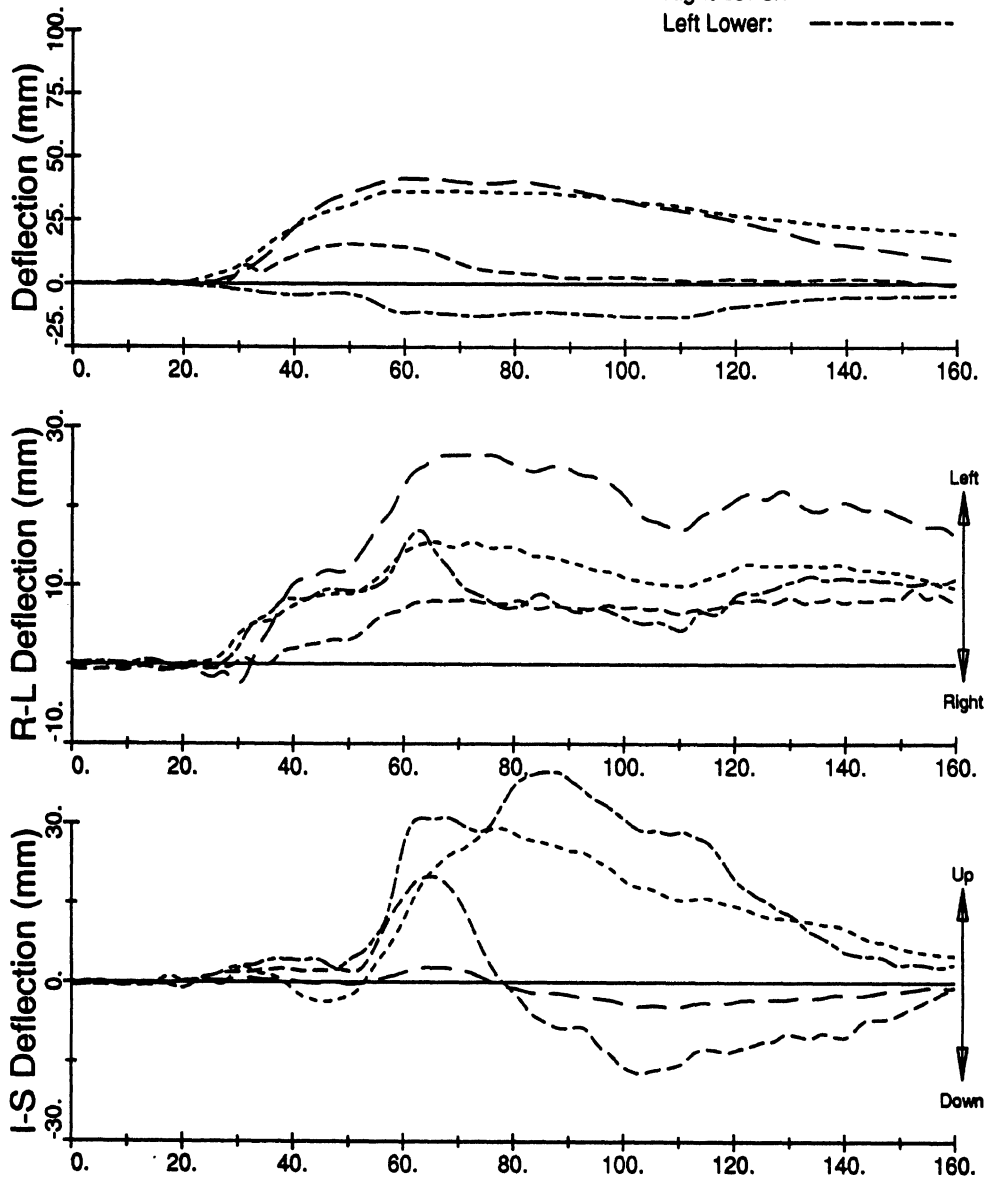 Left Lower:
Deflection (mm)
100.
75.
50.
25.
0.
-25.
0. 20. 40. 60. 80. 100. 120. 140. 160.
R-L Deflection (mm)
30.
10.
-10.
Left
Right
0. 20. 40. 60. 80. 100. 120. 140. 160.
I-S Deflection (mm)
30.
0.
-30.
Up
Down
0. 20. 40. 60. 80. 100. 120. 140. 160.